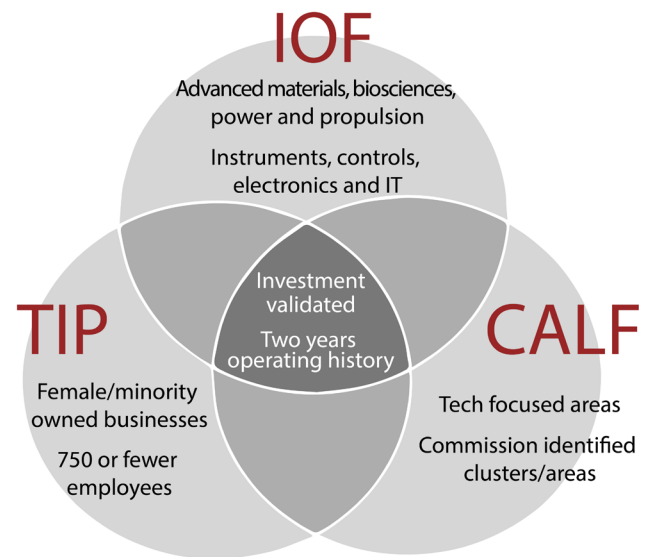 IOF
Advanced materials, biosciences,
power and propulsion
Instruments, controls,
electronics and IT
Investment
validated
Two years
operating history
TIP
Female/minority
owned businesses
750 or fewer
employees
CALF
Tech focused areas
Commission identified
clusters/areas